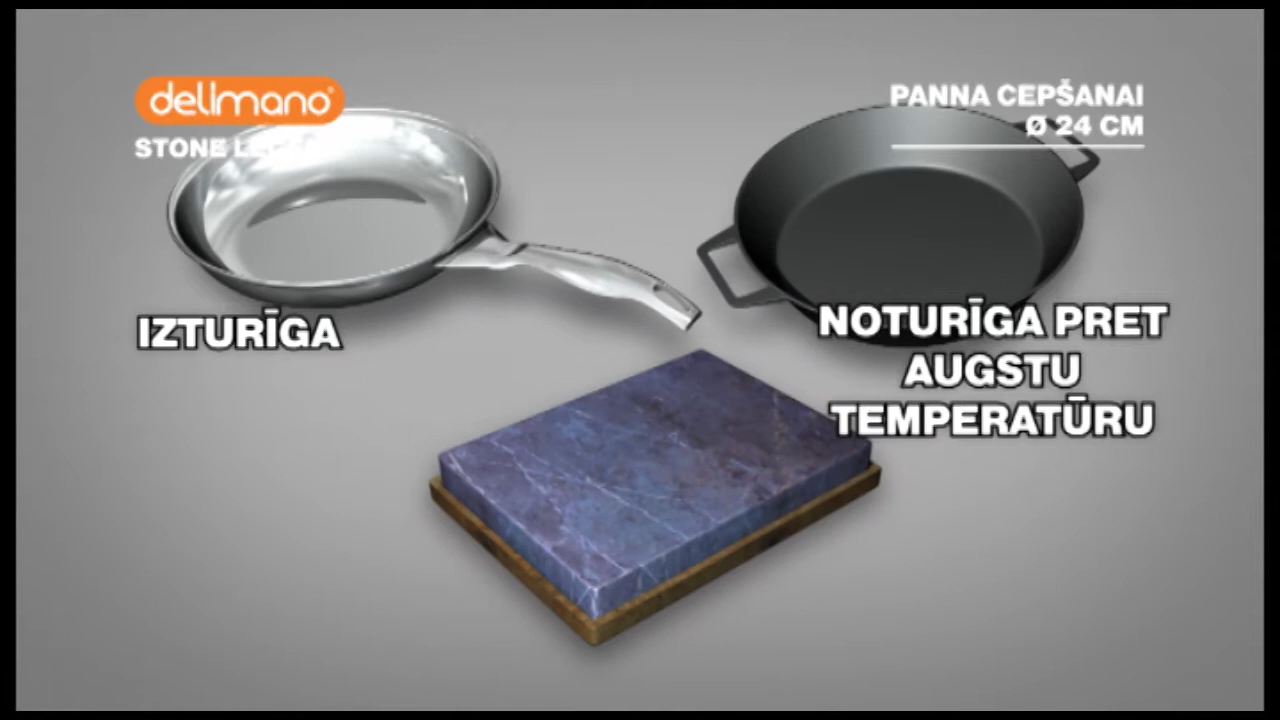 delimano
STONE
PANNA CEPŠANAI
Ø 24 CM
IZTURĪGA
NOTURĪGA PRET
AUGSTU
TEMPERATŪRU